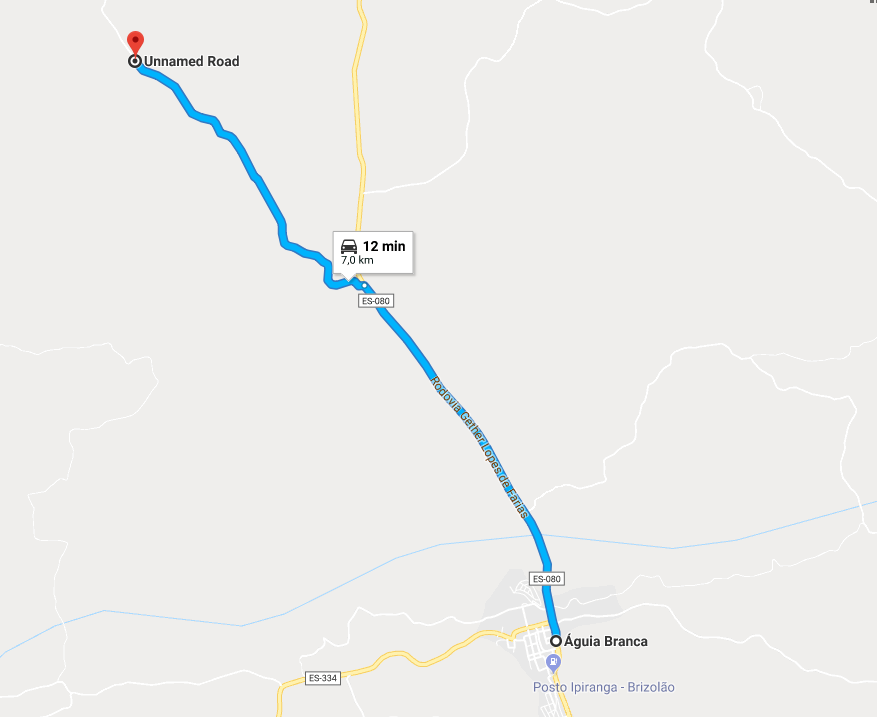 Unnamed Road
12 min
7,0 km
ES-080
Rodovia Gether Lopes de Farias
ES-080
Águia Branca
ES-334
Posto Ipiranga - Brizolão